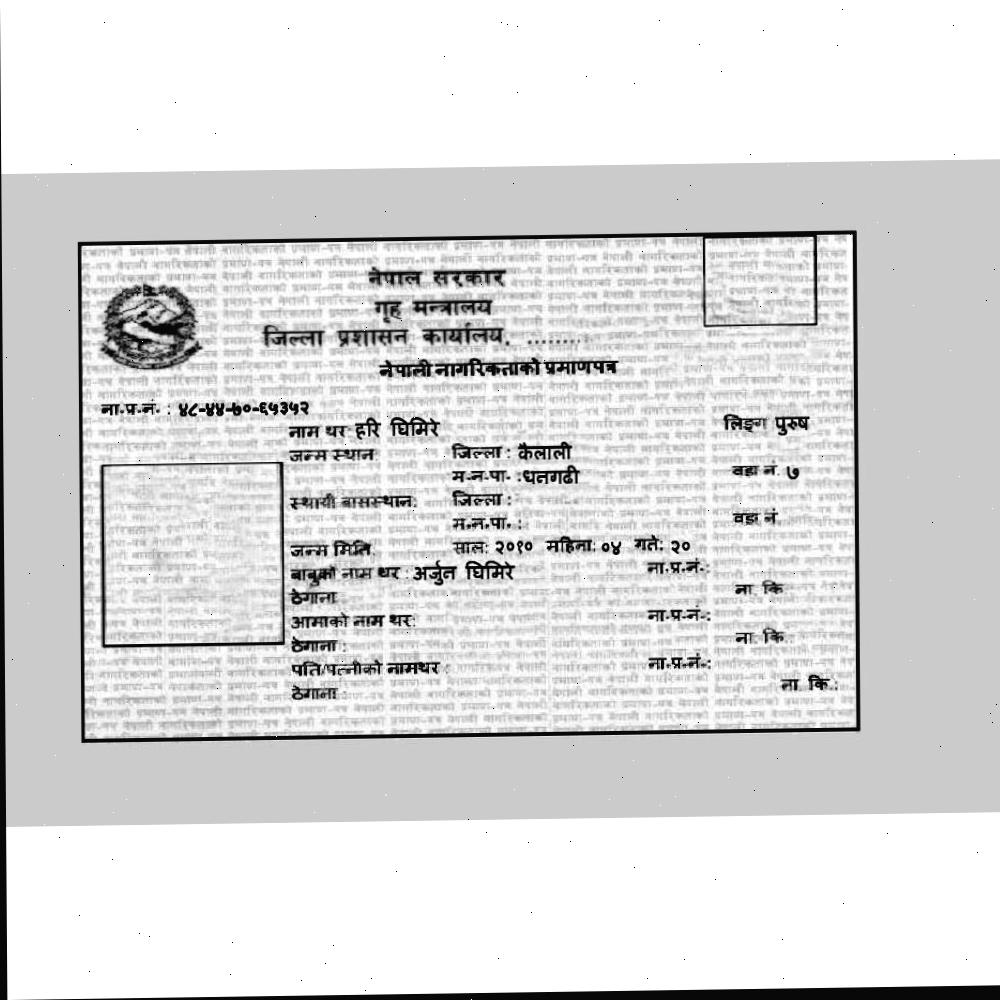 नेपाल सरकार
गृह मन्त्रालय
जिल्ला प्रशासन कार्यालय, ........
नेपाली नागरिकताको प्रमाणपत्र
ना.प्र.नं. : ४८-४४-७०-६५३५२
नाम थर हरि घिमिरे लिङ्ग पुरुष
जन्म स्थान जिल्ला : कैलाली
म.न.पा. : धनगढी वडा नं. ७
स्थायी बासस्थान: जिल्ला :
म.न.पा. : वडा नं
जन्म मिति साल: २०१० महिना: ०४ गते: २०
बाबुको नाम थर : अर्जुन घिमिरे ना.प्र.नं.:
ठेगाना ना. कि
आमाको नाम थर: ना.प्र.नं.:
ठेगाना : ना. कि.:
पति/पत्नीको नामथर : ना.प्र.नं.:
ठेगाना : ना. कि.: